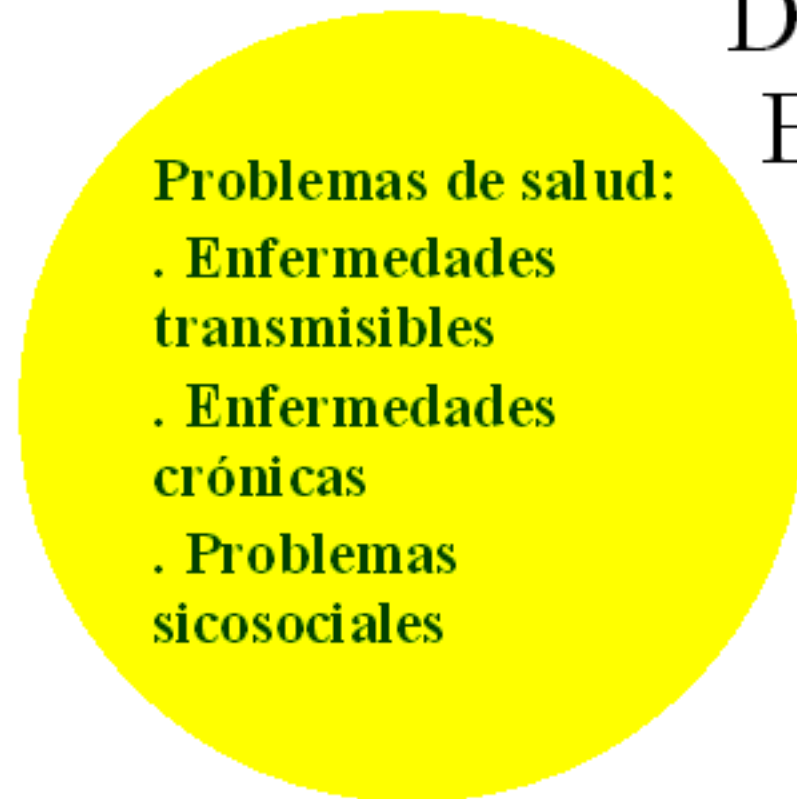 D
E
Problemas de salud:
. Enfermedades
transmisibles
. Enfermedades
crónicas
. Problemas
sicosociales